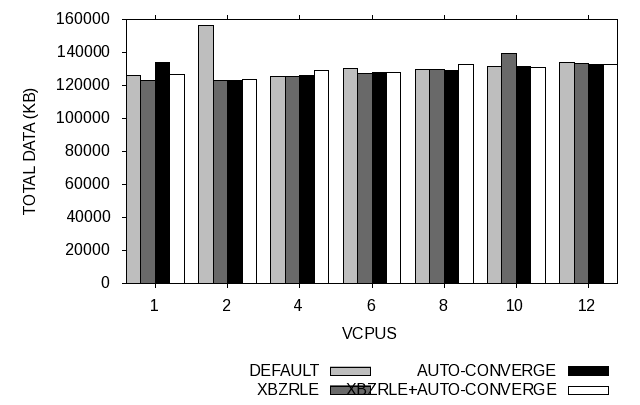 160000
140000
120000
100000
80000
60000
40000
20000
0
TOTAL DATA (KB)
1 2 4 6 8 10 12
VCPUS
DEFAULT AUTO-CONVERGE
XBZRLE XBZRLE+AUTO-CONVERGE